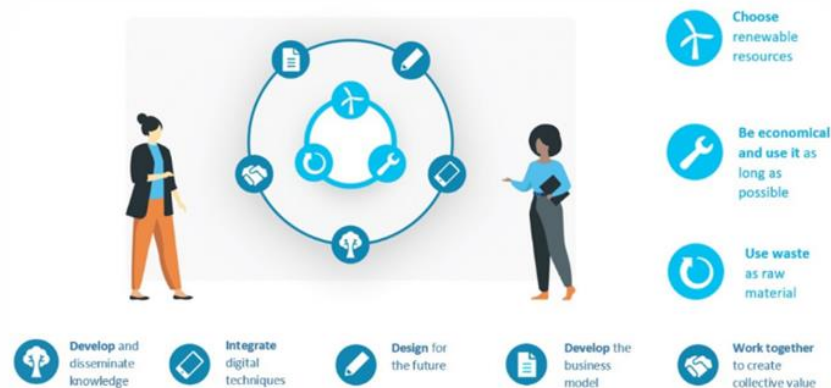 Choose
renewable
resources
Be economical
and use it as
long as
possible
Use waste
as raw
material
Develop and
disseminate
knowledge
Integrate
digital
techniques
Design for
the future
Develop the
business
model
Work together
to create
collective value